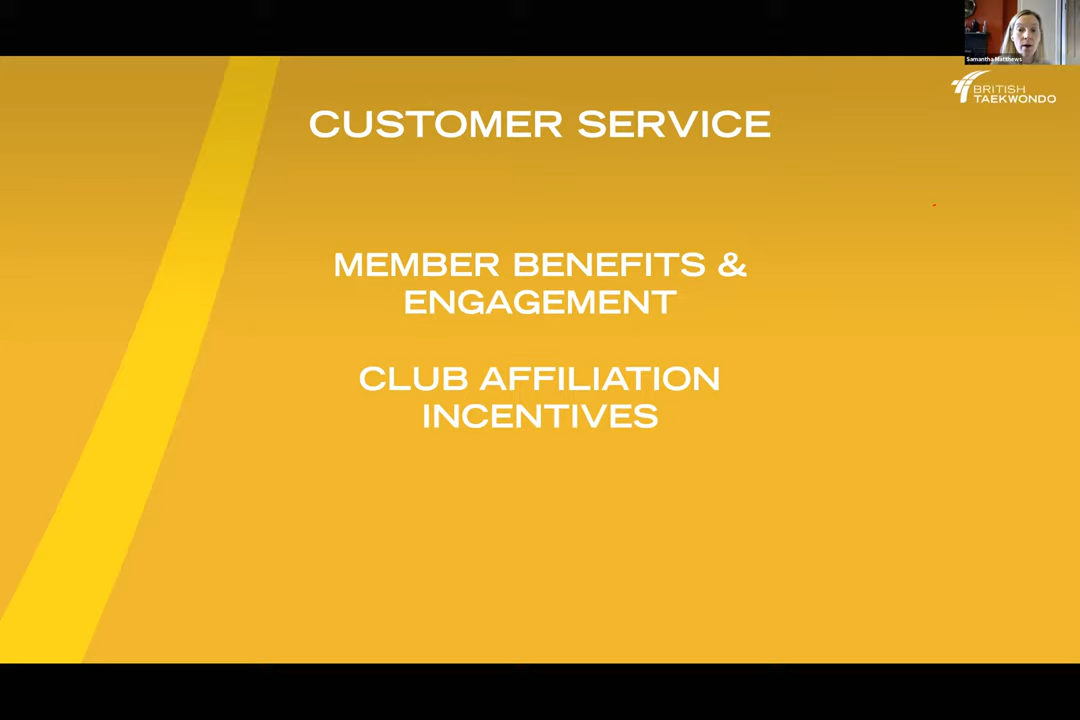 Samantha Matthews
BRITISH
TAEKWONDO
CUSTOMER SERVICE
MEMBER BENEFITS &
ENGAGEMENT
CLUB AFFILIATION
INCENTIVES